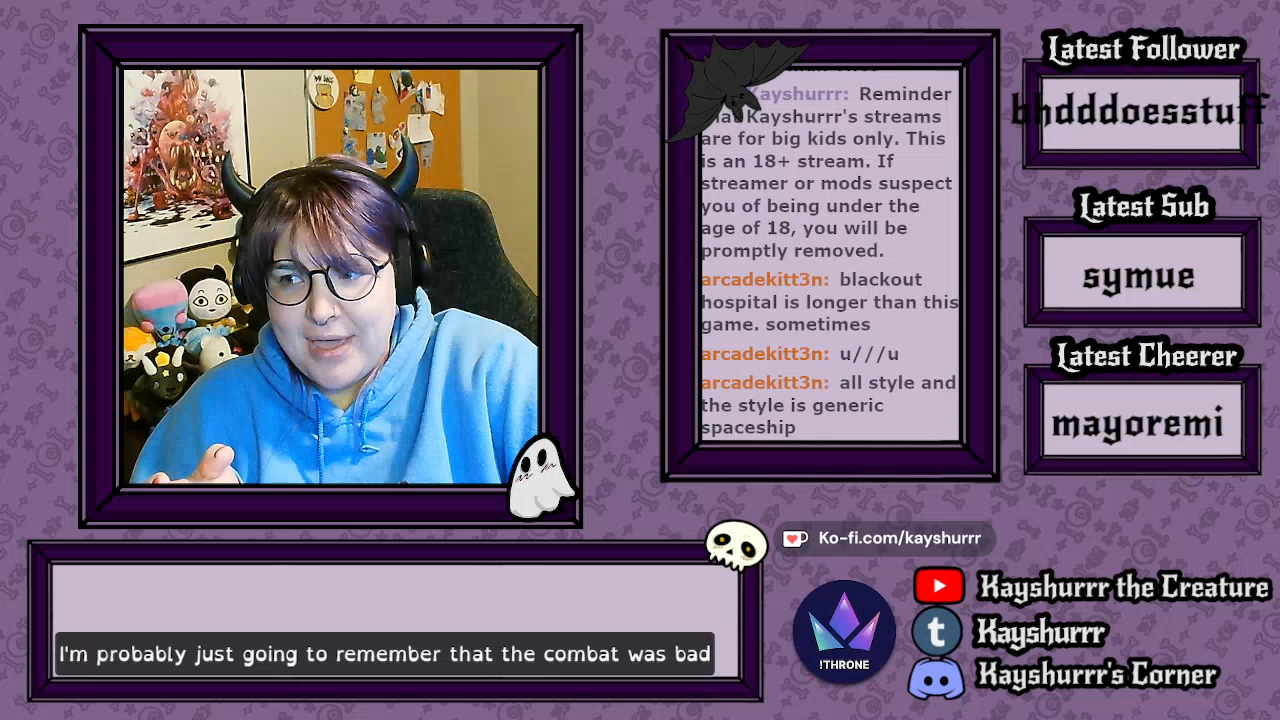 Latest Follower
bhdddoesstuff
Kayshurrr: Reminder
Kayshurrr's streams
are for big kids only. This
is an 18+ stream. If
streamer or mods suspect
you of being under the
age of 18, you will be
promptly removed.
arcadekitt3n: blackout
hospital is longer than this
game. sometimes
arcadekitt3n: u///u
arcadekitt3n: all style and
the style is generic
spaceship
Latest Sub
symue
Latest Cheerer
mayoremi
Ko-fi.com/kayshurrr
!THRONE
Kayshurrr the Creature
Kayshurrr
Kayshurrr's Corner
I'm probably just going to remember that the combat was bad